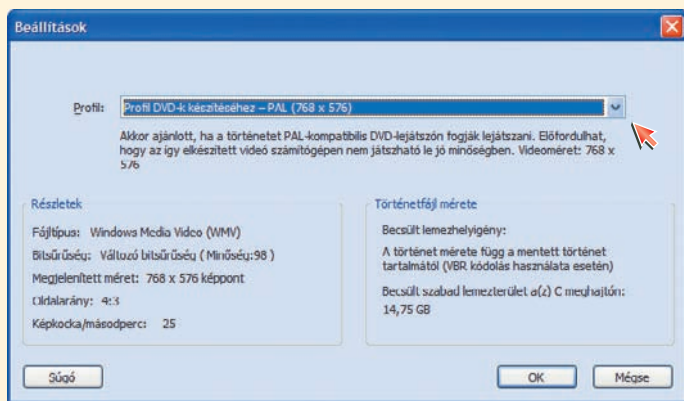 Beállítások
Profil: Profil DVD-k készítéséhez – PAL (768 x 576)
Akkor ajánlott, ha a történetet PAL-kompatibilis DVD-lejátszón fogják lejátszani. Előfordulhat,
hogy az így elkészített videó számítógépen nem játszható le jó minőségben. Videoméret: 768 x
576
Részletek
Fájltípus: Windows Media Video (WMV)
Bitsűrűség: Változó bitsűrűség ( Minőség:98 )
Megjelenített méret: 768 x 576 képpont
Oldalarány: 4:3
Képkocka/másodperc: 25
Történetfájl mérete
Becsült lemezhelyigény:
A történet mérete függ a mentett történet
tartalmától (VBR kódolás használata esetén)
Becsült szabad lemezterület a(z) C meghajtón:
14,75 GB
Súgó
OK
Mégse